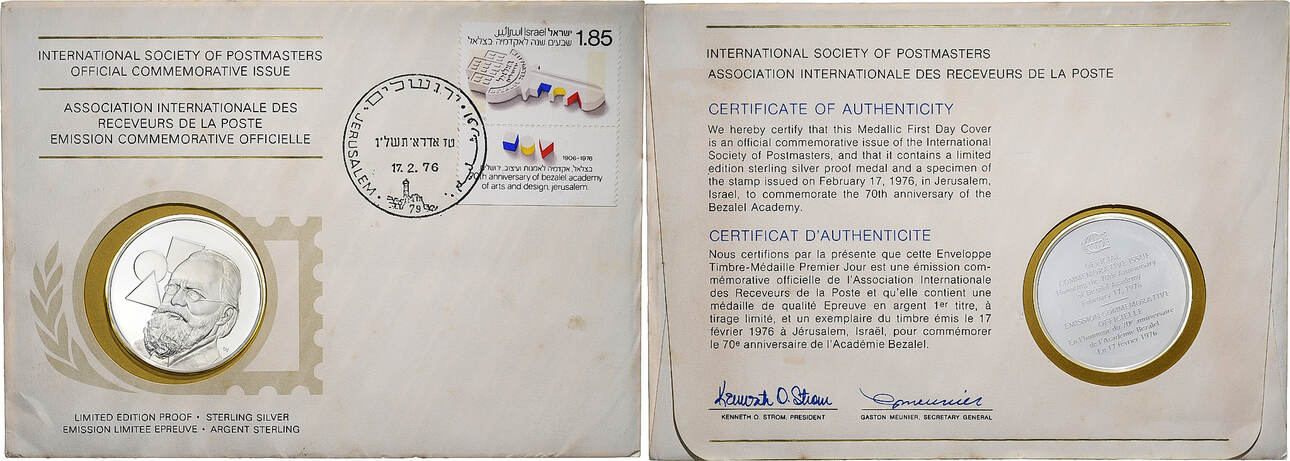 INTERNATIONAL SOCIETY OF POSTMASTERS
OFFICIAL COMMEMORATIVE ISSUE
ASSOCIATION INTERNATIONALE DES
RECEVEURS DE LA POSTE
EMISSION COMMEMORATIVE OFFICIELLE
ירושלים
JERUSALEM
טז אדרא' תשל"ו
17.2.76
79
ישראל Israel اسرائيل
1.85
שבעים שנה לאקדמיה בצלאל
1906-1976
בצלאל, אקדמיה לאמנות ועיצוב, ירושלים
anniversary of bezalel academy
of arts and design, jerusalem
LIMITED EDITION PROOF • STERLING SILVER
EMISSION LIMITEE EPREUVE • ARGENT STERLING
INTERNATIONAL SOCIETY OF POSTMASTERS
ASSOCIATION INTERNATIONALE DES RECEVEURS DE LA POSTE
CERTIFICATE OF AUTHENTICITY
We hereby certify that this Medallic First Day Cover
is an official commemorative issue of the International
Society of Postmasters, and that it contains a limited
edition sterling silver proof medal and a specimen of
the stamp issued on February 17, 1976, in Jerusalem,
Israel, to commemorate the 70th anniversary of the
Bezalel Academy.
CERTIFICAT D'AUTHENTICITE
Nous certifions par la présente que cette Enveloppe
Timbre-Médaille Premier Jour est une émission com-
mémorative officielle de l'Association Internationale
des Receveurs de la Poste et qu'elle contient une
médaille de qualité Epreuve en argent 1er titre, à
tirage limité, et un exemplaire du timbre émis le 17
février 1976 à Jérusalem, Israël, pour commémorer
le 70e anniversaire de l'Académie Bezalel.
Kenneth O. Strom
KENNETH O. STROM, PRESIDENT
GMeunier
GASTON MEUNIER, SECRETARY GENERAL
OFFICIAL
COMMEMORATIVE ISSUE
Honoring the 70th Anniversary
of Bezalel Academy
February 17, 1976
EMISSION COMMEMORATIVE
OFFICIELLE
En l'honneur du 70e anniversaire
de l'Académie Bezalel
Le 17 février 1976